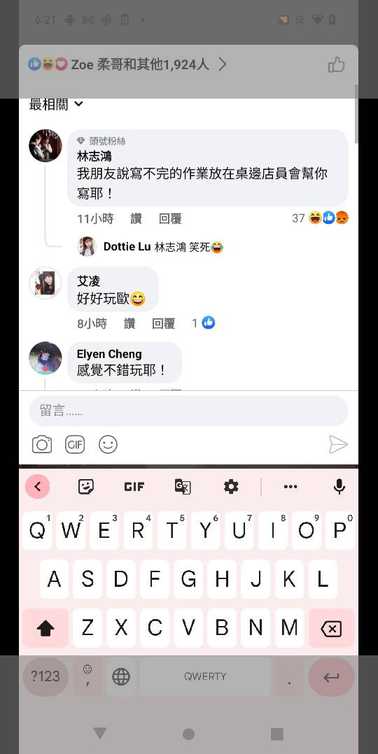 6:21
Zoe 柔哥和其他1,924人
最相關
頭號粉絲
林志鴻
我朋友說寫不完的作業放在桌邊店員會幫你
寫耶！
11小時 讚 回覆 37
Dottie Lu 林志鴻 笑死
艾凌
好好玩歐
8小時 讚 回覆 1
Elyen Cheng
感覺不錯玩耶！
留言......
GIF
GIF
Q1 W2 E3 R4 T5 Y6 U7 I8 O9 P0
A S D F G H J K L
Z X C V B N M
?123 , QWERTY .